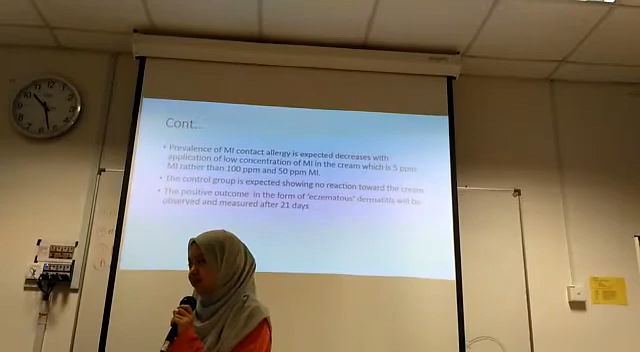 Cont...
• Prevalence of MI contact allergy is expected decreases with
application of low concentration of MI in the cream which is 5 ppm
MI rather than 100 ppm and 50 ppm MI.
• The control group is expected showing no reaction toward the cream
• The positive outcome in the form of 'eczematous' dermatitis will be
observed and measured after 21 days